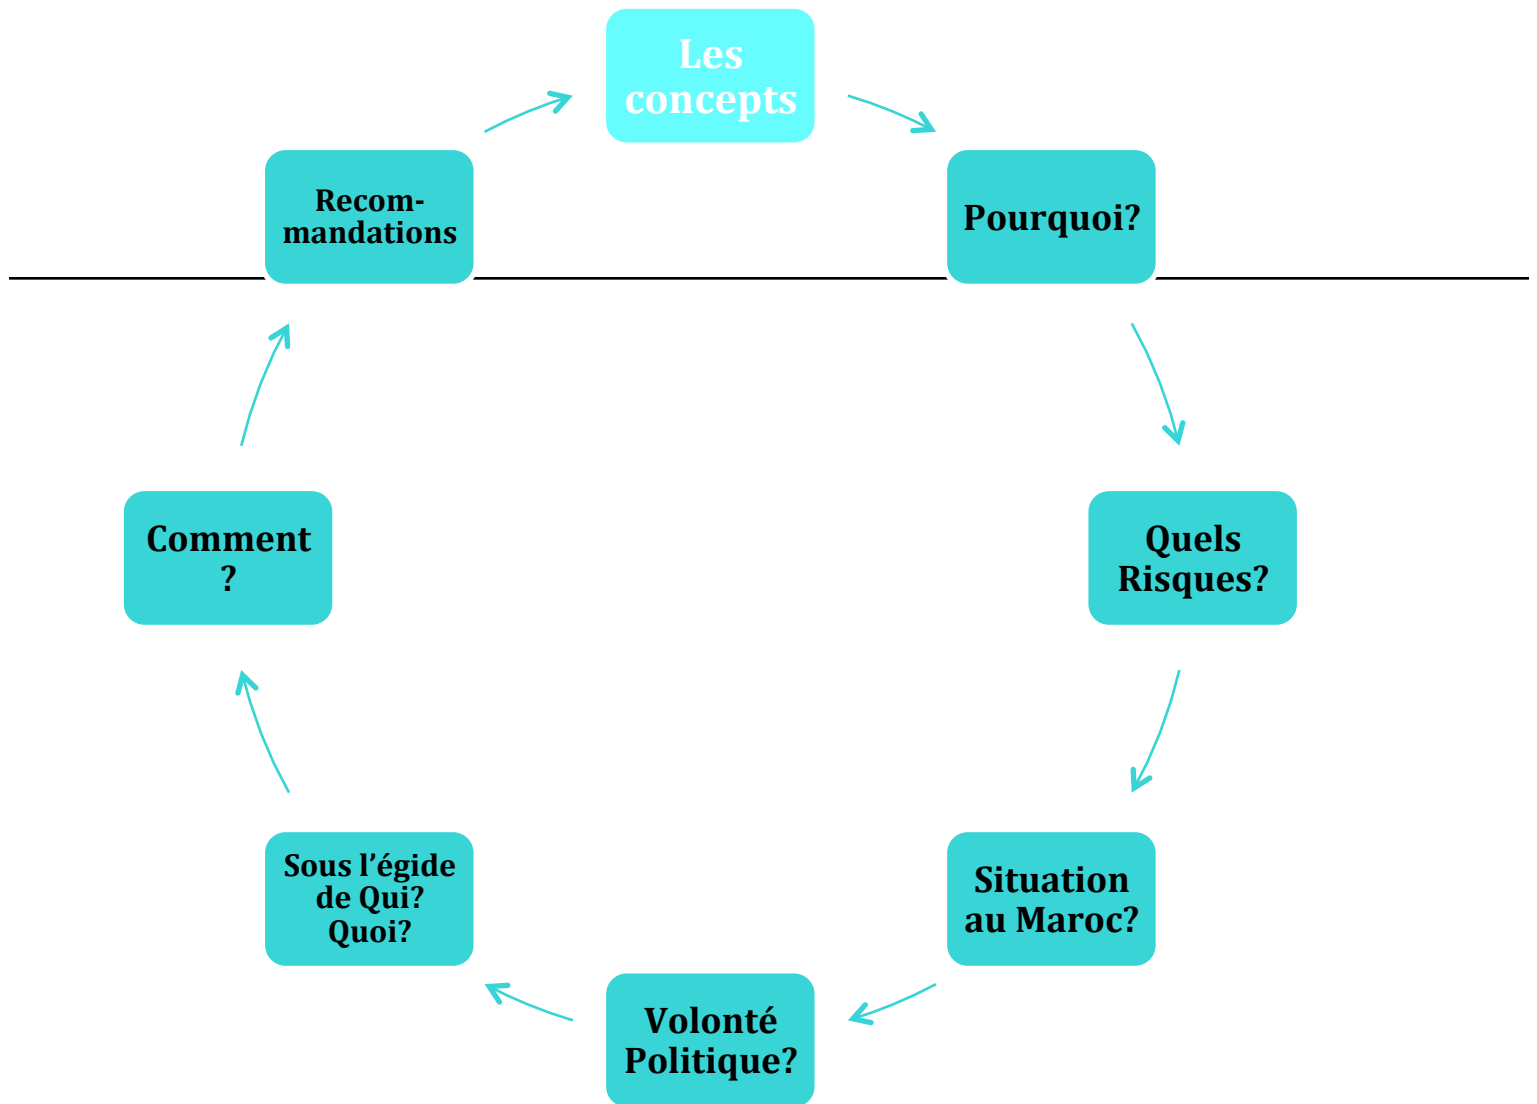 Les
concepts
Pourquoi?
Quels
Risques?
Situation
au Maroc?
Volonté
Politique?
Sous l’égide
de Qui?
Quoi?
Comment
?
Recom-
mandations